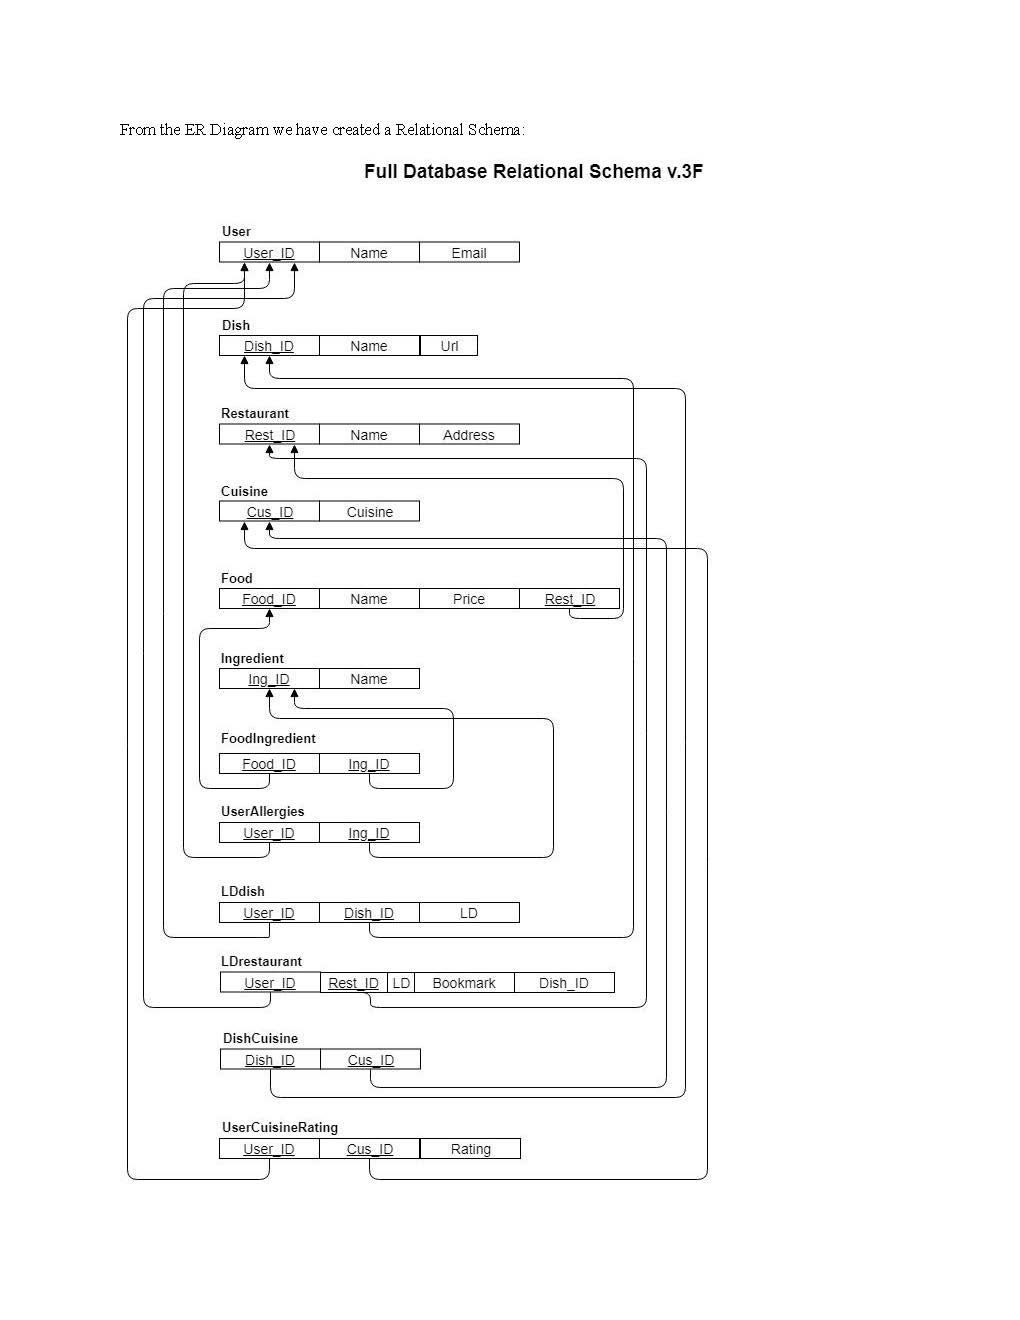 From the ER Diagram we have created a Relational Schema:
Full Database Relational Schema v.3F
User
User_ID Name Email
Dish
Dish_ID Name Url
Restaurant
Rest_ID Name Address
Cuisine
Cus_ID Cuisine
Food
Food_ID Name Price Rest_ID
Ingredient
Ing_ID Name
FoodIngredient
Food_ID Ing_ID
UserAllergies
User_ID Ing_ID
LDdish
User_ID Dish_ID LD
LDrestaurant
User_ID Rest_ID LD Bookmark Dish_ID
DishCuisine
Dish_ID Cus_ID
UserCuisineRating
User_ID Cus_ID Rating